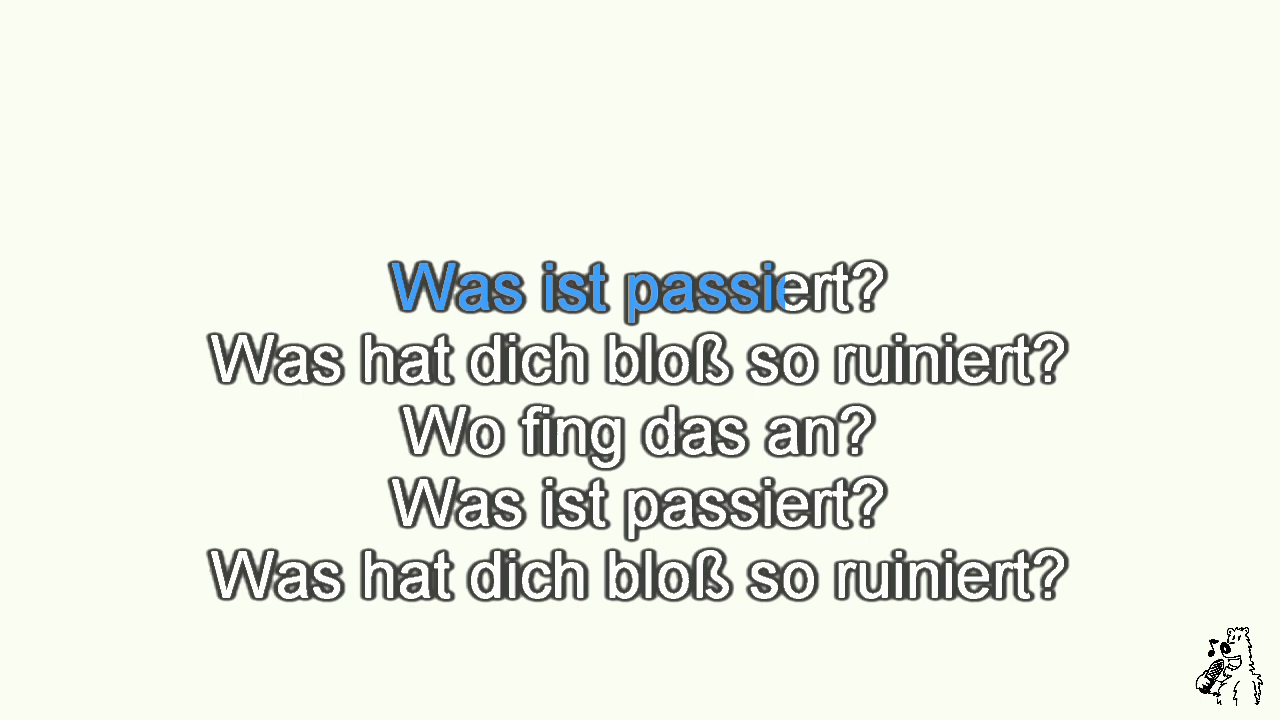 Was ist passiert?
Was hat dich bloß so ruiniert?
Wo fing das an?
Was ist passiert?
Was hat dich bloß so ruiniert?